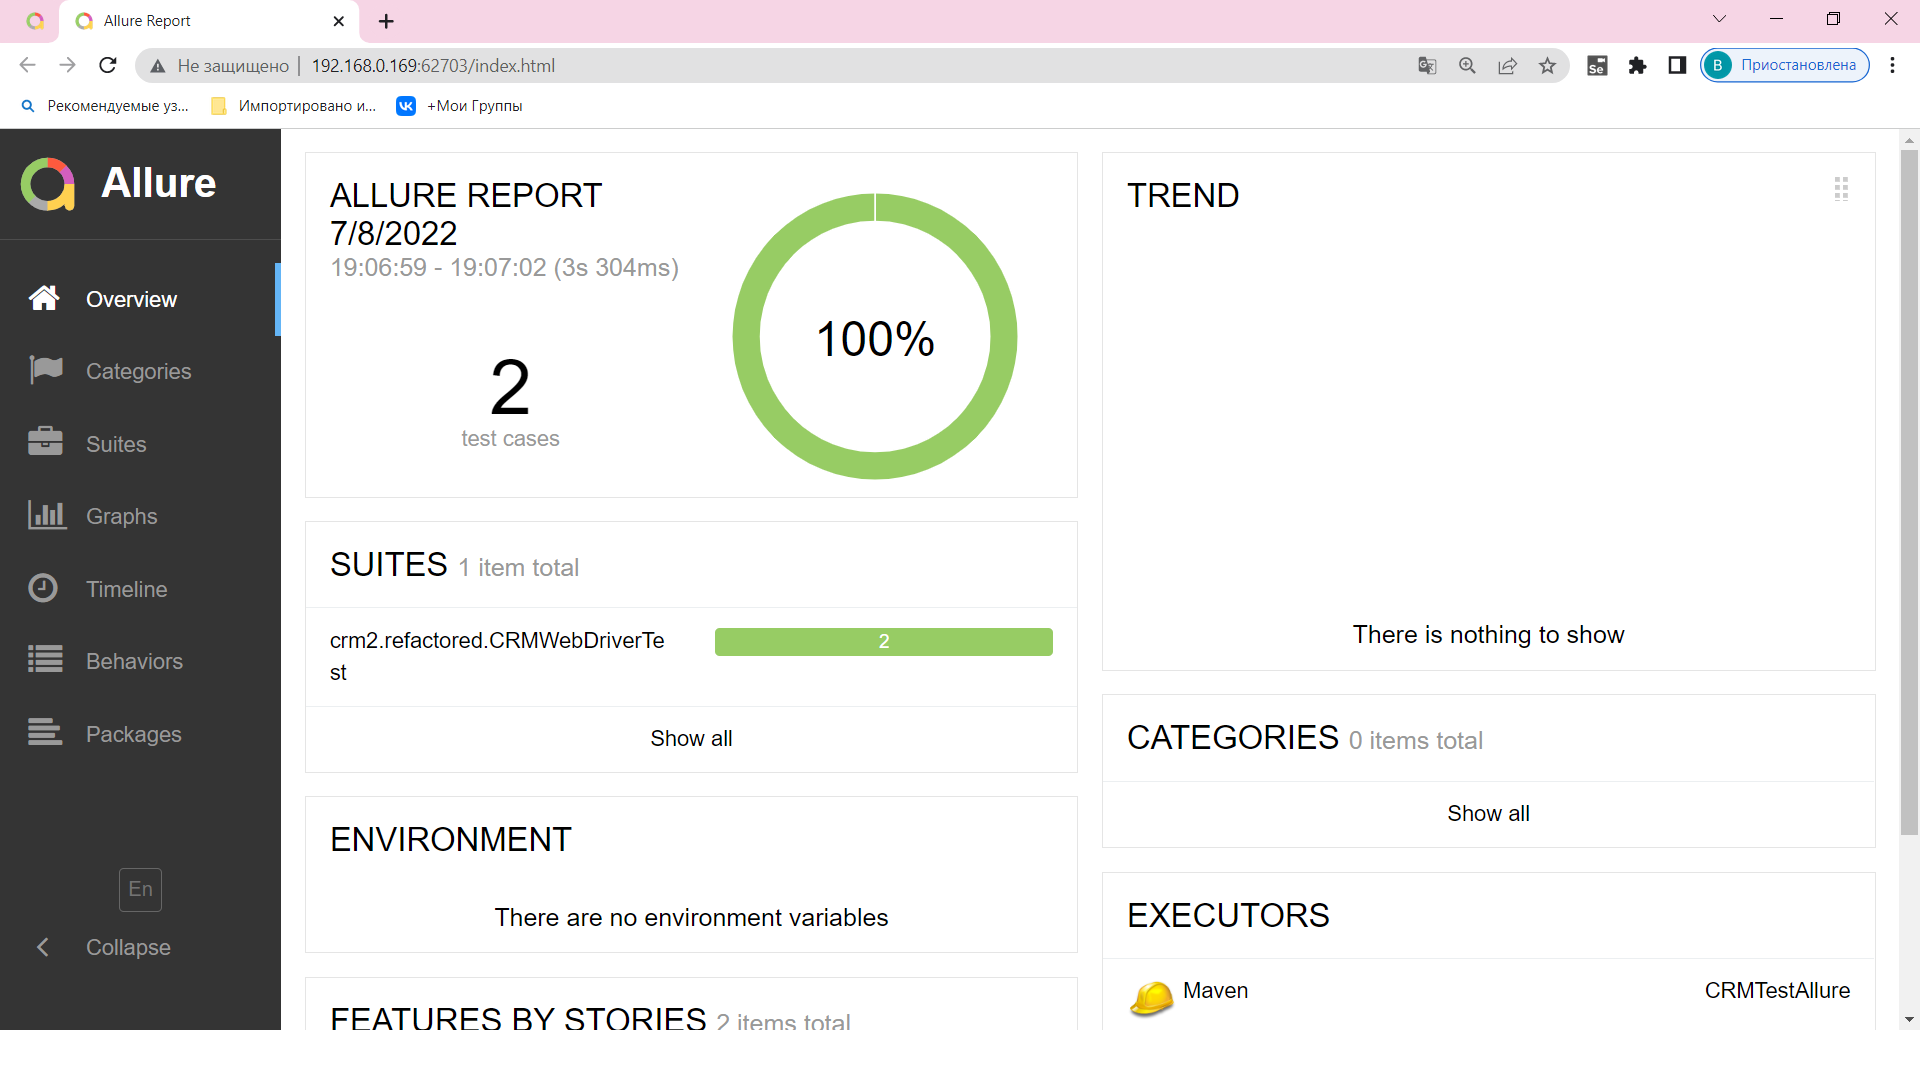 Allure Report
Не защищено
192.168.0.169:62703/index.html
Se
В Приостановлена
Рекомендуемые уз...
Импортировано и...
+Мои Группы
Allure
Overview
Categories
Suites
Graphs
Timeline
Behaviors
Packages
En
Collapse
ALLURE REPORT
7/8/2022
19:06:59 - 19:07:02 (3s 304ms)
2
test cases
100%
SUITES 1 item total
crm2.refactored.CRMWebDriverTe
st
2
Show all
ENVIRONMENT
There are no environment variables
FEATURES BY STORIES 2 items total
TREND
There is nothing to show
CATEGORIES 0 items total
Show all
EXECUTORS
Maven
CRMTestAllure